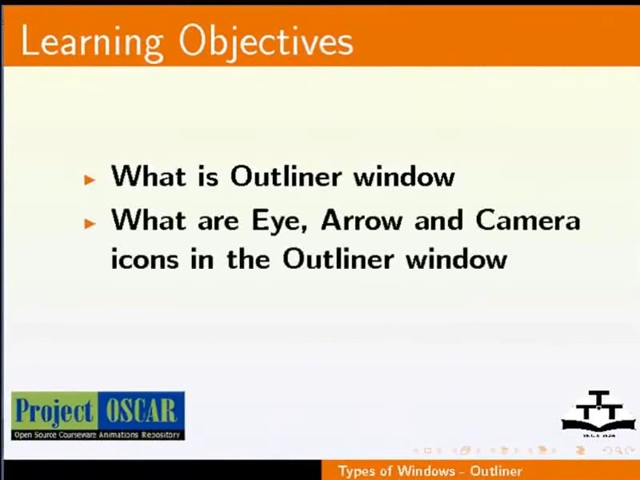 Learning Objectives
What is Outliner window
What are Eye, Arrow and Camera
icons in the Outliner window
Project OSCAR
Open Source Courseware Animations Repository
Types of Windows - Outliner